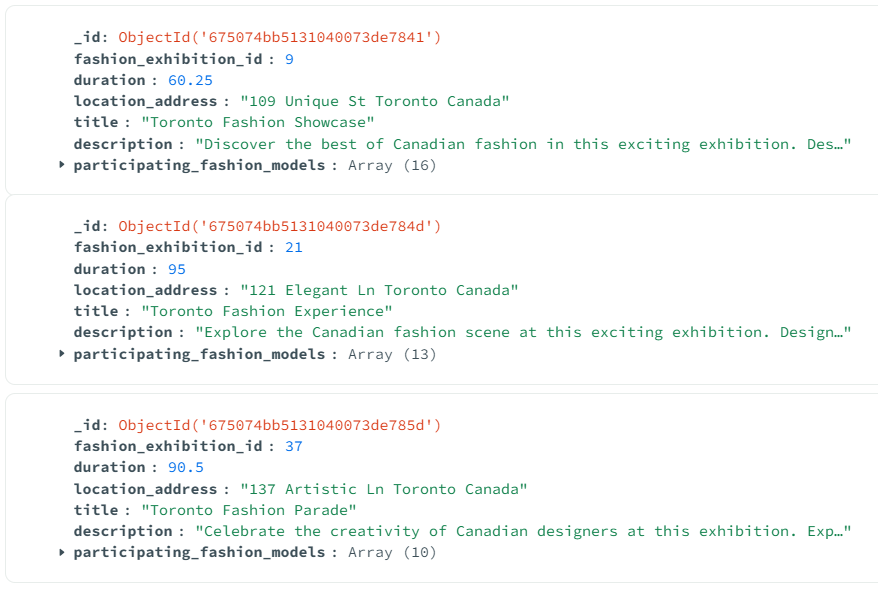 _id: ObjectId('675074bb5131040073de7841')
fashion_exhibition_id : 9
duration : 60.25
location_address : "109 Unique St Toronto Canada"
title : "Toronto Fashion Showcase"
description : "Discover the best of Canadian fashion in this exciting exhibition. Des…"
participating_fashion_models : Array (16)
_id: ObjectId('675074bb5131040073de784d')
fashion_exhibition_id : 21
duration : 95
location_address : "121 Elegant Ln Toronto Canada"
title : "Toronto Fashion Experience"
description : "Explore the Canadian fashion scene at this exciting exhibition. Design…"
participating_fashion_models : Array (13)
_id: ObjectId('675074bb5131040073de785d')
fashion_exhibition_id : 37
duration : 90.5
location_address : "137 Artistic Ln Toronto Canada"
title : "Toronto Fashion Parade"
description : "Celebrate the creativity of Canadian designers at this exhibition. Exp…"
participating_fashion_models : Array (10)